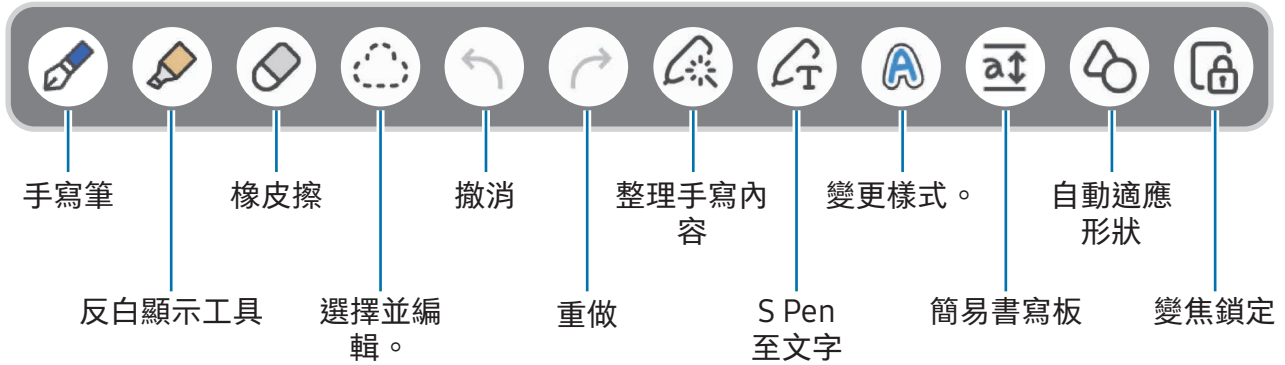 手寫筆
橡皮擦
撤消
整理手寫內
容
變更樣式。
自動適應
形狀
反白顯示工具
選擇並編
輯。
重做
S Pen
至文字
簡易書寫板
變焦鎖定